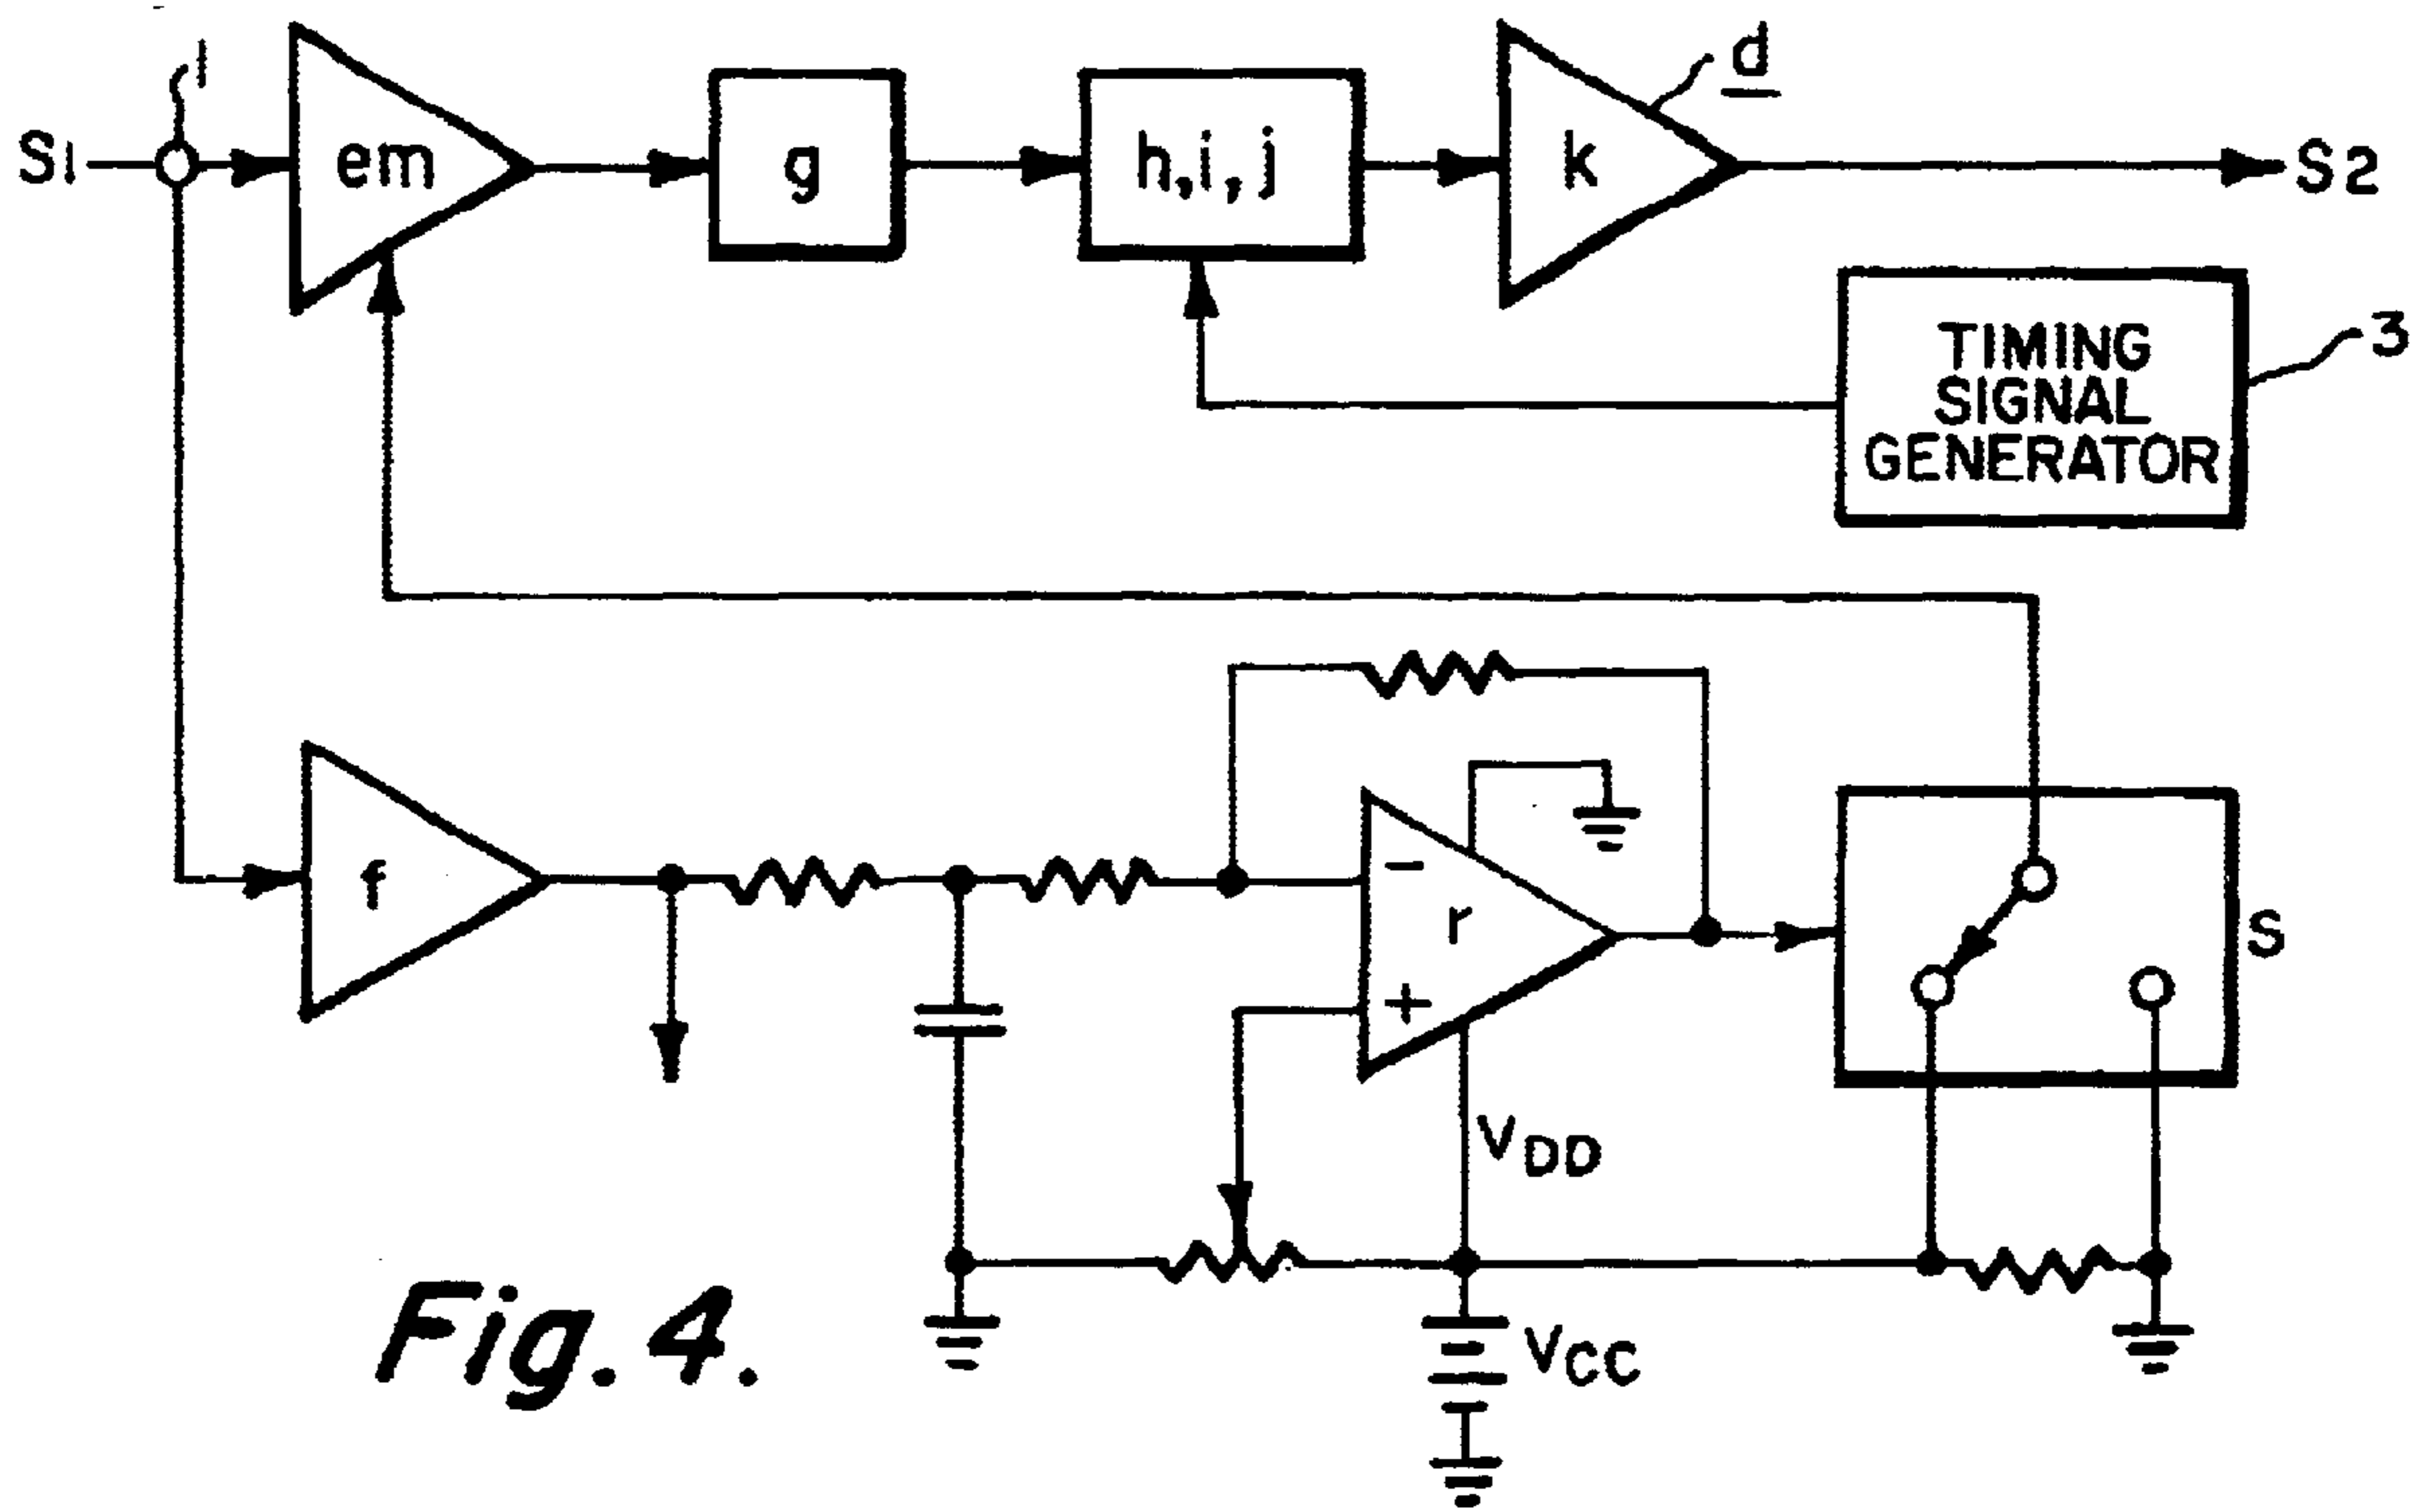 1
S1
em
g
h,i,j
k
d
S2
TIMING
SIGNAL
GENERATOR
3
f
−
r
+
S
VDD
VCC
Fig. 4.